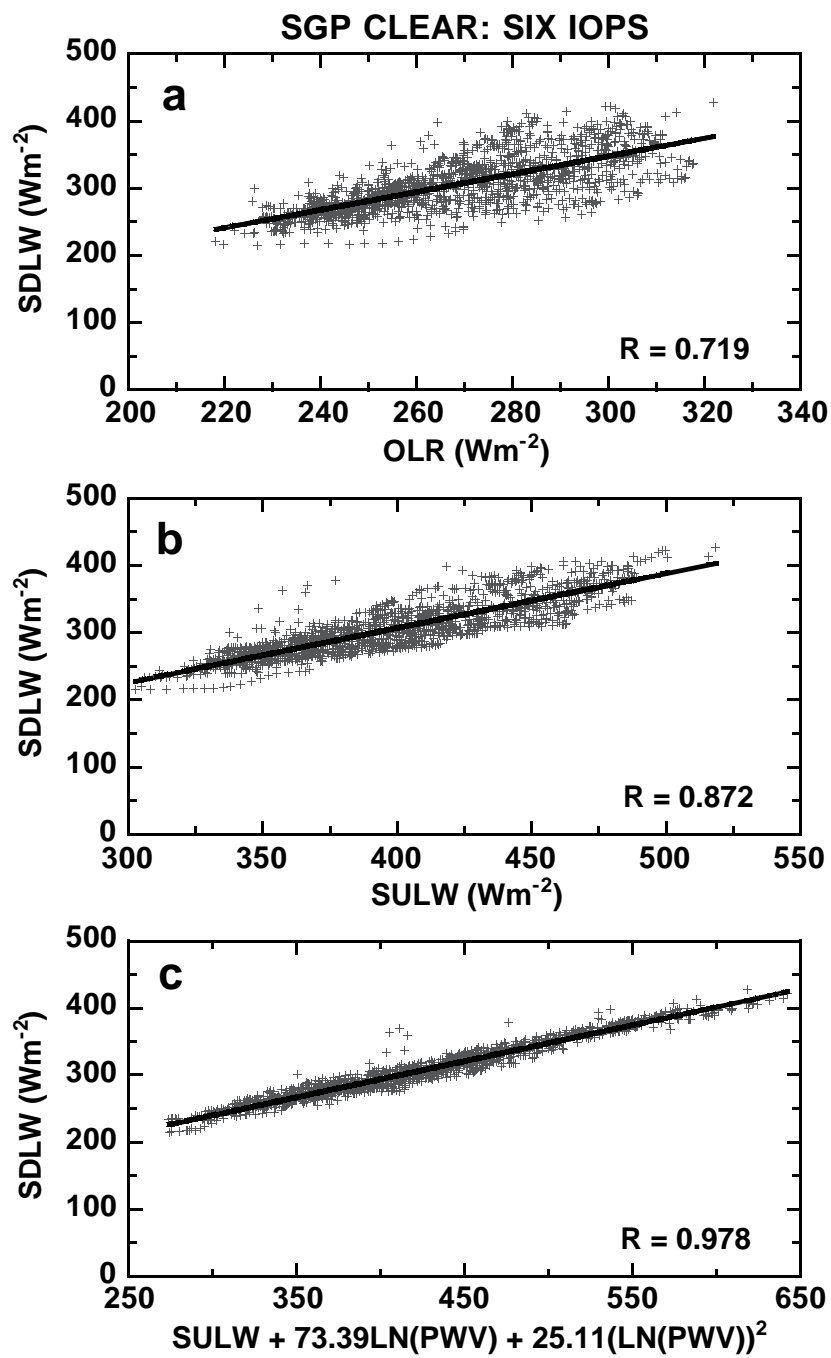 SGP CLEAR: SIX IOPS
500
400
300
200
100
0
SDLW (Wm-2)
a
R = 0.719
200 220 240 260 280 300 320 340
OLR (Wm-2)
500
400
300
200
100
0
SDLW (Wm-2)
b
R = 0.872
300 350 400 450 500 550
SULW (Wm-2)
500
400
300
200
100
0
SDLW (Wm-2)
c
R = 0.978
250 350 450 550 650
SULW + 73.39LN(PWV) + 25.11(LN(PWV))2